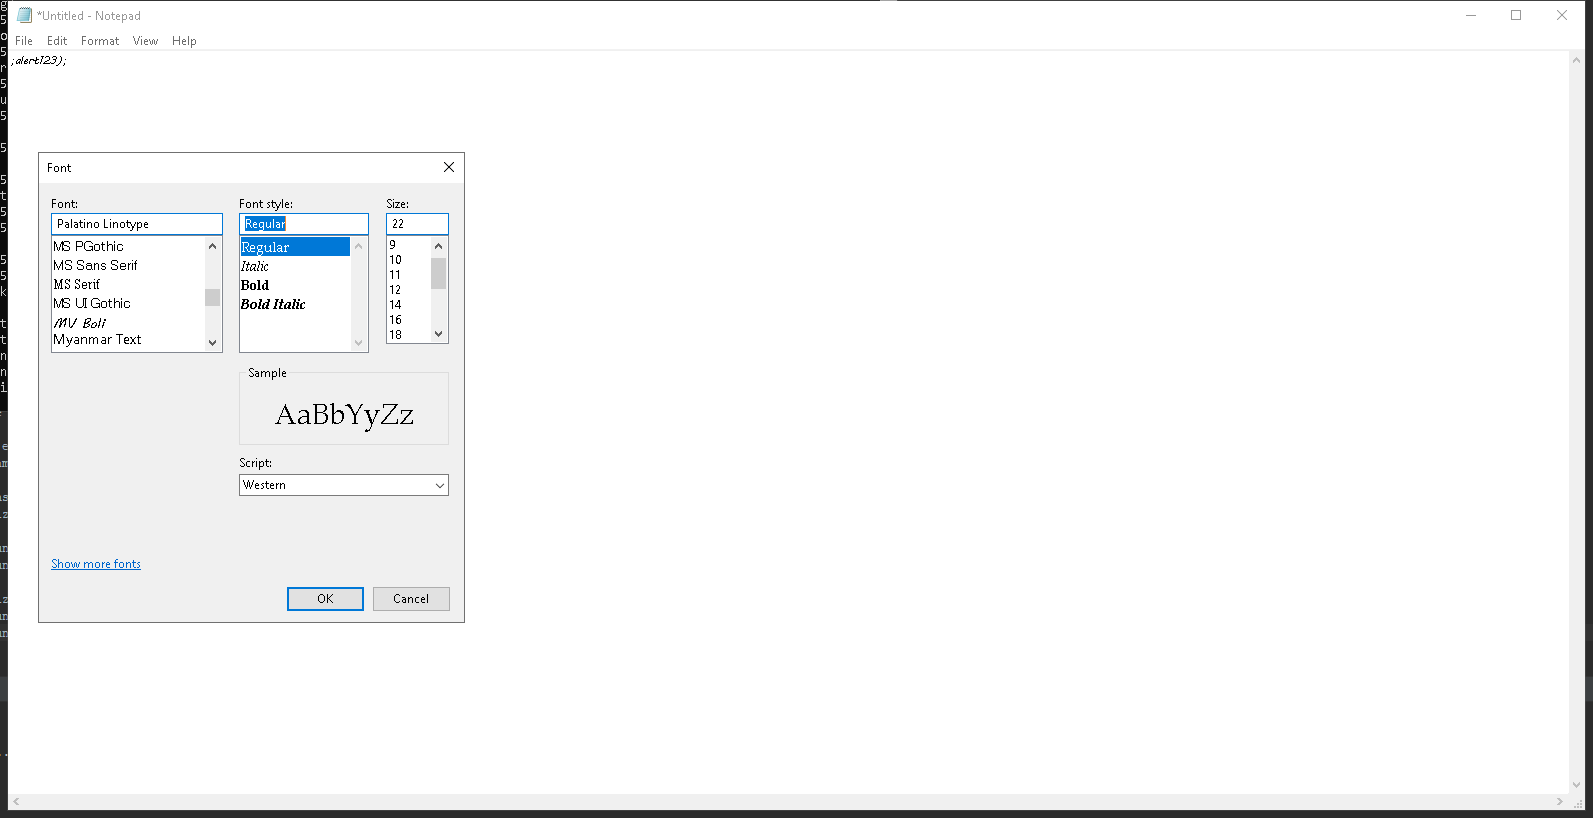 *Untitled - Notepad
File Edit Format View Help
;alert123);
Font
Font: Font style: Size:
Palatino Linotype Regular 22
MS PGothic Regular 9
MS Sans Serif Italic 10
MS Serif Bold 11
MS UI Gothic Bold Italic 12
MV Boli 14
Myanmar Text 16
18
Sample
AaBbYyZz
Script:
Western
Show more fonts
OK Cancel